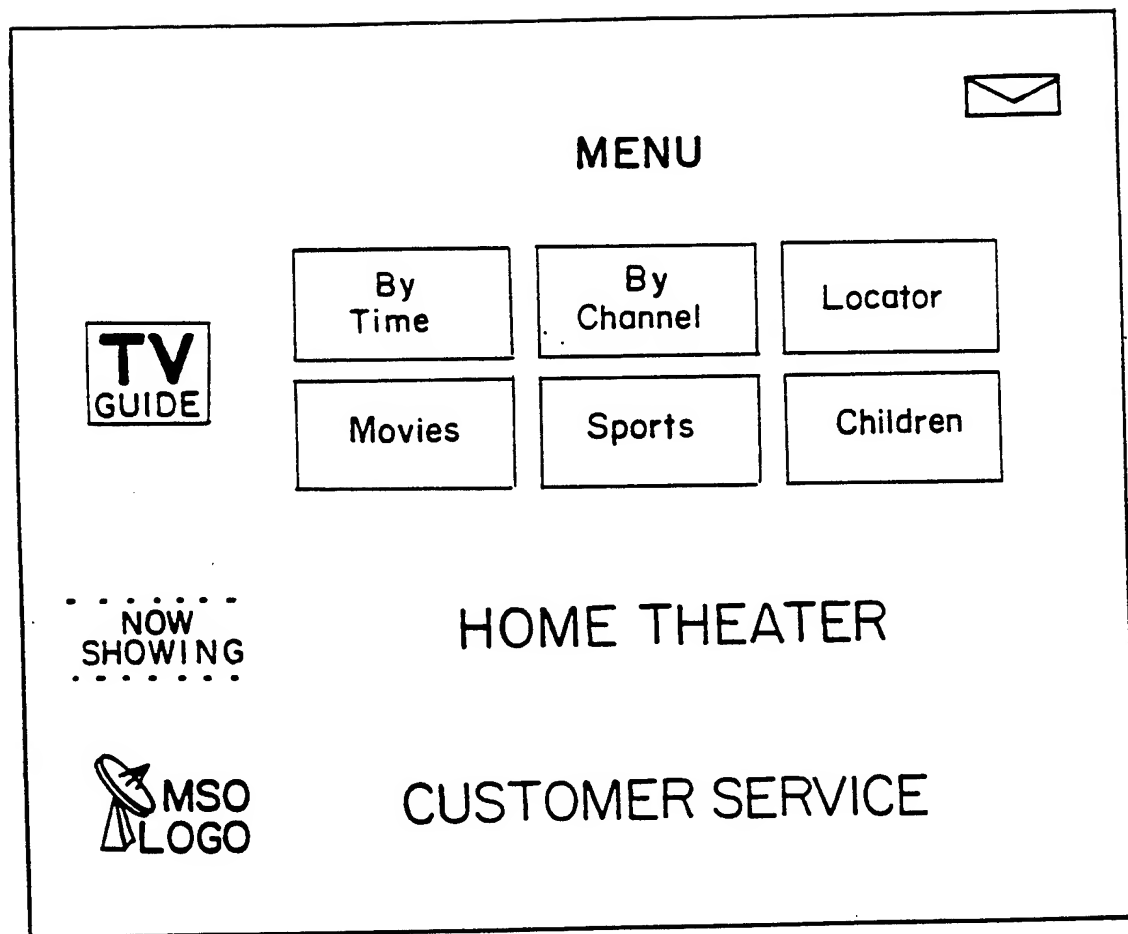 MENU
By
Time
By
Channel
Locator
TV
GUIDE
Movies
Sports
Children
NOW
SHOWING
HOME THEATER
MSO
LOGO
CUSTOMER SERVICE